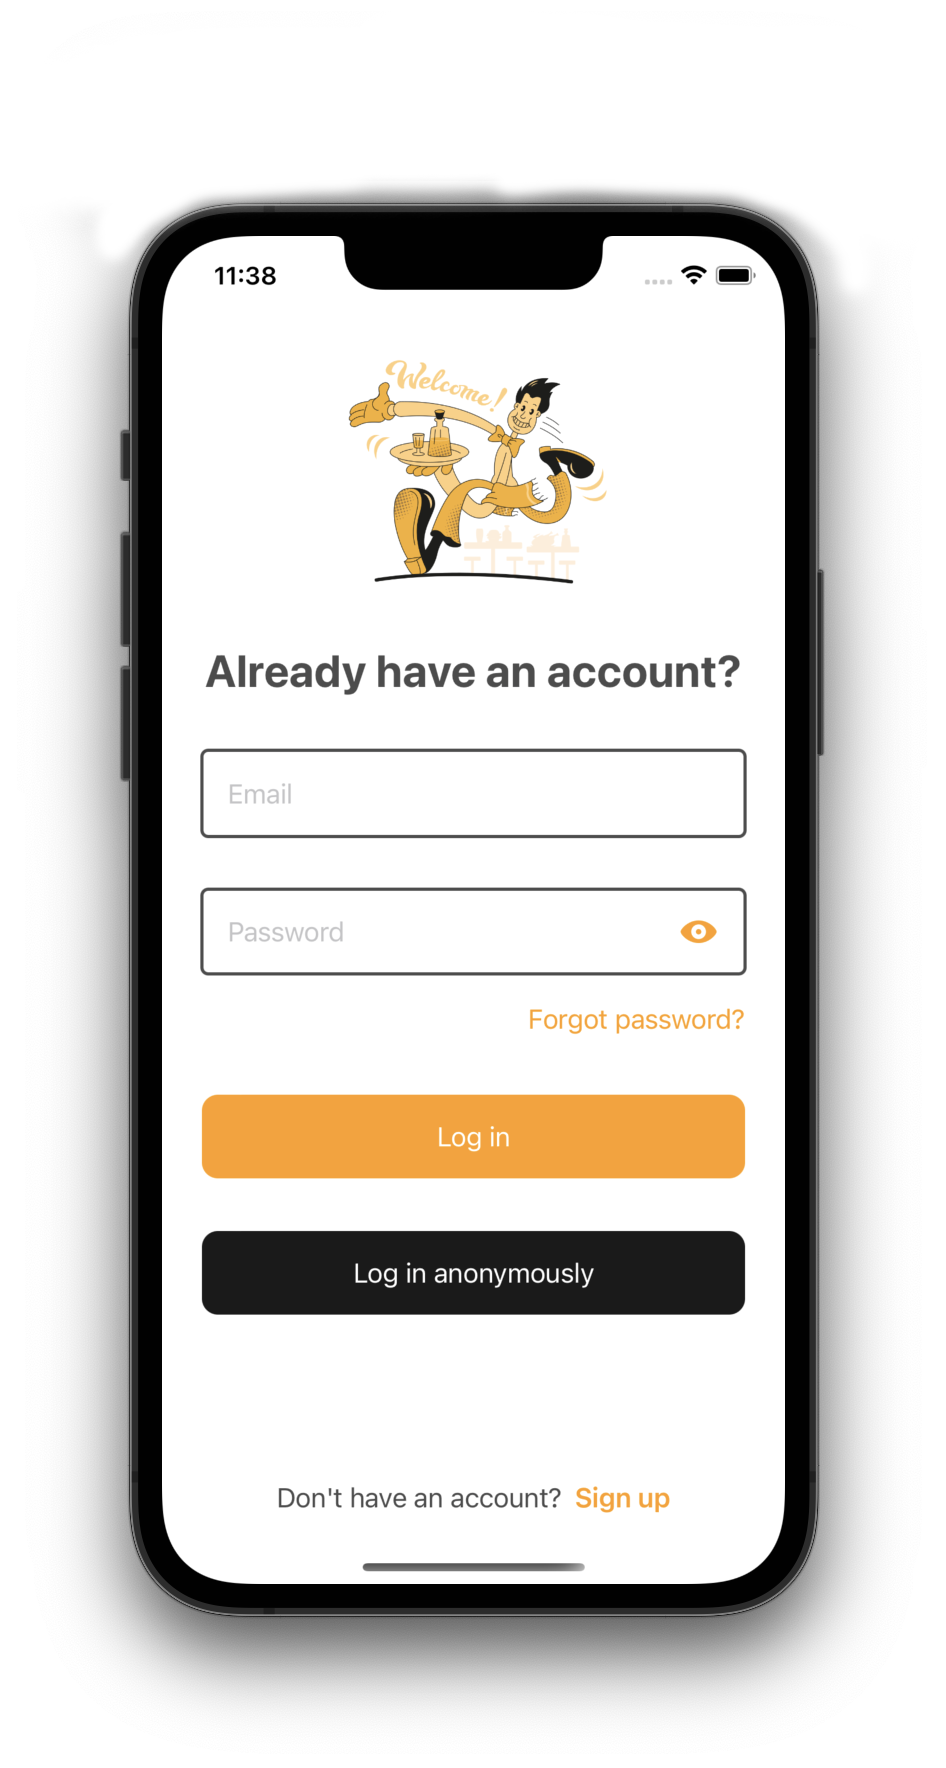 11:38
Welcome!
Already have an account?
Email
Password
Forgot password?
Log in
Log in anonymously
Don't have an account? Sign up